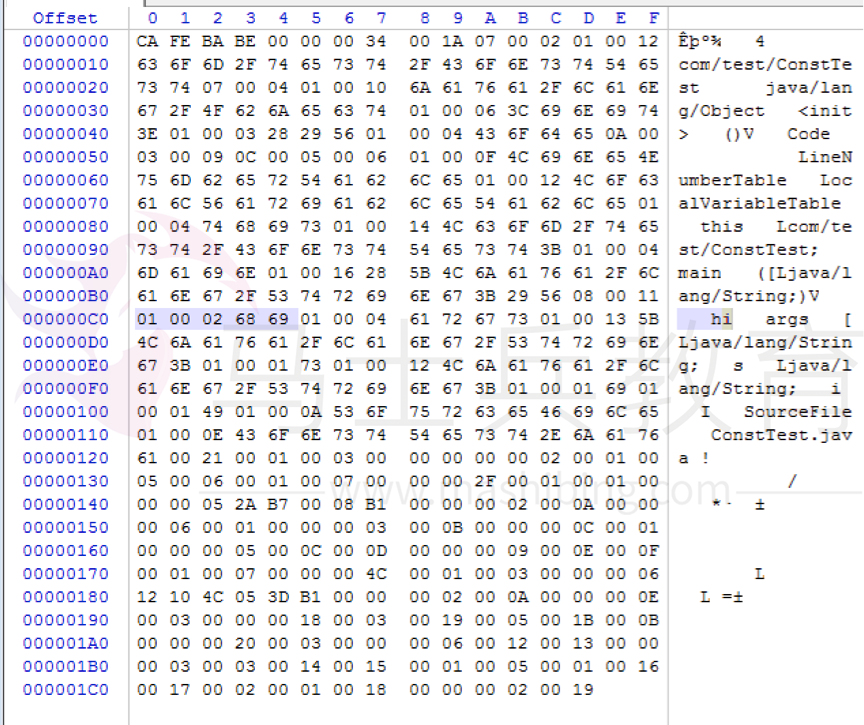 Offset 0 1 2 3 4 5 6 7 8 9 A B C D E F
00000000 CA FE BA BE 00 00 00 34 00 1A 07 00 02 01 00 12 Êþº¾ 4
00000010 63 6F 6D 2F 74 65 73 74 2F 43 6F 6E 73 74 54 65 com/test/ConstTe
00000020 73 74 07 00 04 01 00 10 6A 61 76 61 2F 6C 61 6E st java/lan
00000030 67 2F 4F 62 6A 65 63 74 01 00 06 3C 69 6E 69 74 g/Object <init
00000040 3E 01 00 03 28 29 56 01 00 04 43 6F 64 65 0A 00 > ()V Code
00000050 03 00 09 0C 00 05 00 06 01 00 0F 4C 69 6E 65 4E LineN
00000060 75 6D 62 65 72 54 61 62 6C 65 01 00 12 4C 6F 63 umberTable Loc
00000070 61 6C 56 61 72 69 61 62 6C 65 54 61 62 6C 65 01 alVariableTable
00000080 00 04 74 68 69 73 01 00 14 4C 63 6F 6D 2F 74 65 this Lcom/te
00000090 73 74 2F 43 6F 6E 73 74 54 65 73 74 3B 01 00 04 st/ConstTest;
000000A0 6D 61 69 6E 01 00 16 28 5B 4C 6A 61 76 61 2F 6C main ([Ljava/l
000000B0 61 6E 67 2F 53 74 72 69 6E 67 3B 29 56 08 00 11 ang/String;)V
000000C0 01 00 02 68 69 01 00 04 61 72 67 73 01 00 13 5B hi args [
000000D0 4C 6A 61 76 61 2F 6C 61 6E 67 2F 53 74 72 69 6E Ljava/lang/Strin
000000E0 67 3B 01 00 01 73 01 00 12 4C 6A 61 76 61 2F 6C g; s Ljava/l
000000F0 61 6E 67 2F 53 74 72 69 6E 67 3B 01 00 01 69 01 ang/String; i
00000100 00 01 49 01 00 0A 53 6F 75 72 63 65 46 69 6C 65 I SourceFile
00000110 01 00 0E 43 6F 6E 73 74 54 65 73 74 2E 6A 61 76 ConstTest.jav
00000120 61 00 21 00 01 00 03 00 00 00 00 00 02 00 01 00 a !
00000130 05 00 06 00 01 00 07 00 00 00 2F 00 01 00 01 00 /
00000140 00 00 05 2A B7 00 08 B1 00 00 00 02 00 0A 00 00 *· ±
00000150 00 06 00 01 00 00 00 03 00 0B 00 00 00 0C 00 01
00000160 00 00 00 05 00 0C 00 0D 00 00 00 09 00 0E 00 0F
00000170 00 01 00 07 00 00 00 4C 00 01 00 03 00 00 00 06 L
00000180 12 10 4C 05 3D B1 00 00 00 02 00 0A 00 00 00 0E L =±
00000190 00 03 00 00 00 18 00 03 00 19 00 05 00 1B 00 0B
000001A0 00 00 00 20 00 03 00 00 00 06 00 12 00 13 00 00
000001B0 00 03 00 03 00 14 00 15 00 01 00 05 00 01 00 16
000001C0 00 17 00 02 00 01 00 18 00 00 00 02 00 19
马士兵教育
www.mashibing.com